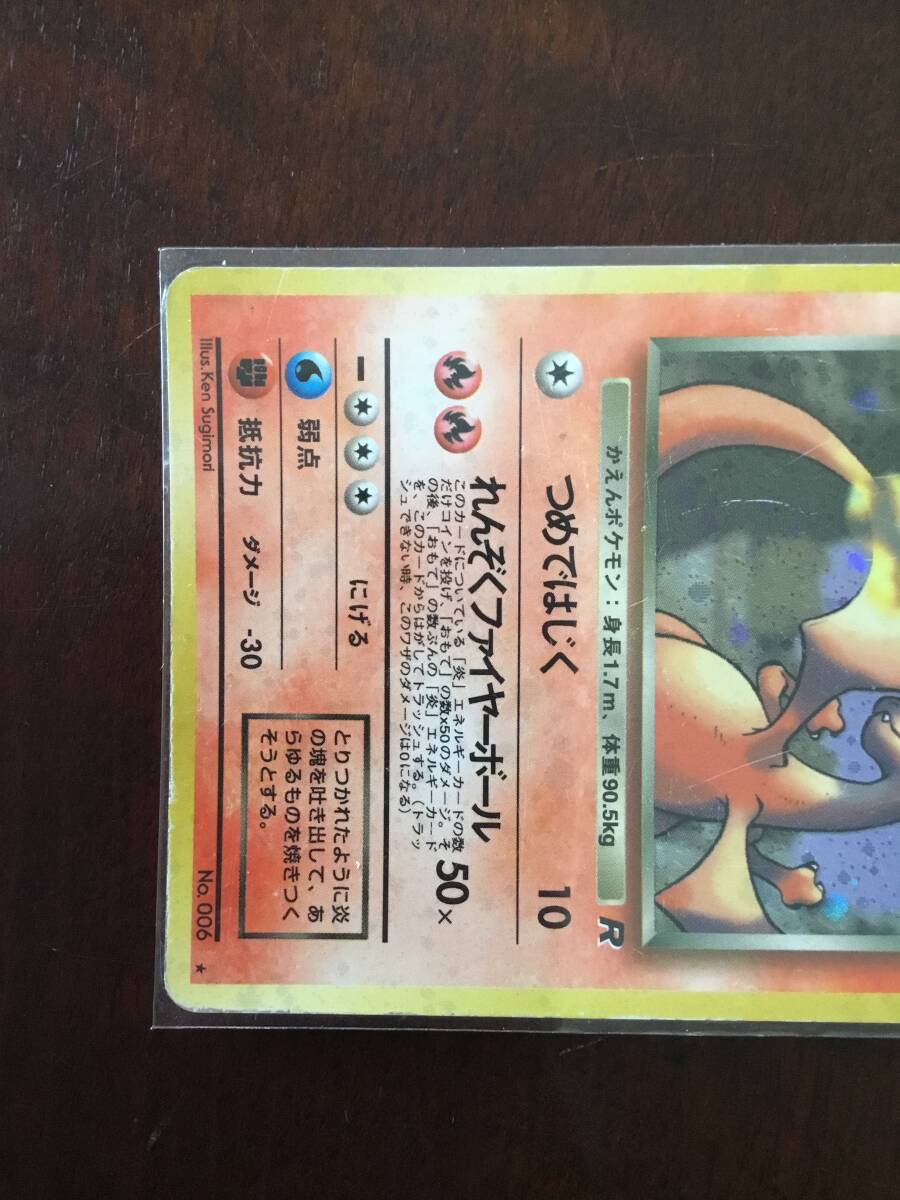 かえんポケモン：身長1.7m、体重90.5kg
R
つめではじく 10
れんぞくファイヤーボール 50×
このカードについている「炎」エネルギーカードの数
だけコインを投げ、「おもて」の数×50のダメージ。そ
の後、「おもて」の数ぶんの「炎」エネルギーカード
を、このカードからはがしてトラッシュする。（トラッ
シュできない時、このワザのダメージは0になる）
にげる
弱点
抵抗力 ダメージ -30
とりつかれたように炎
の塊を吐き出して、あ
らゆるものを焼きつく
そうとする。
Illus.Ken Sugimori
No. 006 ★